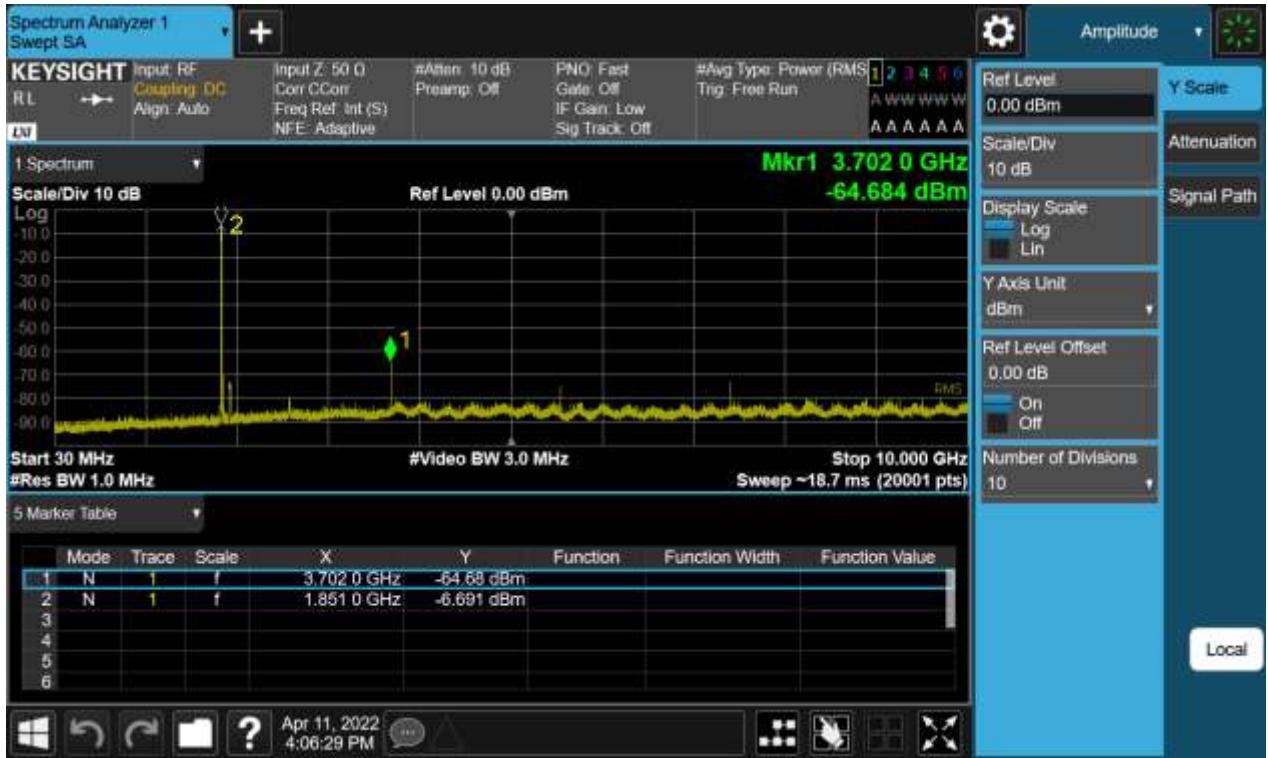 Spectrum Analyzer 1
Swept SA
+
Amplitude
KEYSIGHT
RL
LXI
Input: RF
Coupling: DC
Align: Auto
Input Z: 50 Ω
Corr CCorr
Freq Ref: Int (S)
NFE: Adaptive
#Atten: 10 dB
Preamp: Off
PNO: Fast
Gate: Off
IF Gain: Low
Sig Track: Off
#Avg Type: Power (RMS
Trig: Free Run
1 2 3 4 5 6
A W W W W W
A A A A A A
1 Spectrum
Mkr1 3.702 0 GHz
-64.684 dBm
Scale/Div 10 dB
Ref Level 0.00 dBm
Log
-10.0
-20.0
-30.0
-40.0
-50.0
-60.0
-70.0
-80.0
-90.0
2
1
RMS
Start 30 MHz
#Video BW 3.0 MHz
Stop 10.000 GHz
#Res BW 1.0 MHz
Sweep ~18.7 ms (20001 pts)
5 Marker Table
Mode Trace Scale X Y Function Function Width Function Value
1 N 1 f 3.702 0 GHz -64.68 dBm
2 N 1 f 1.851 0 GHz -6.691 dBm
3
4
5
6
Ref Level
0.00 dBm
Scale/Div
10 dB
Display Scale
Log
Lin
Y Axis Unit
dBm
Ref Level Offset
0.00 dB
On
Off
Number of Divisions
10
Y Scale
Attenuation
Signal Path
Local
?
Apr 11, 2022
4:06:29 PM